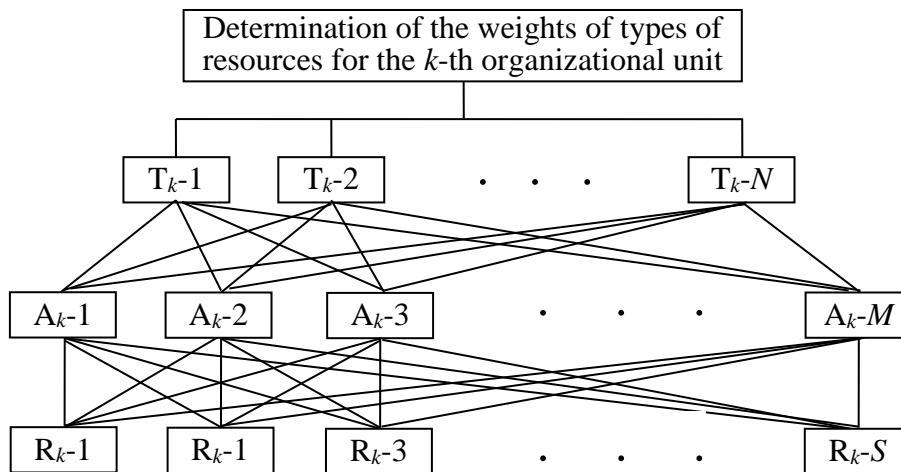 Determination of the weights of types of
resources for the k-th organizational unit
Tk-1 Tk-2 . . . Tk-N
Ak-1 Ak-2 Ak-3 . . . Ak-M
Rk-1 Rk-1 Rk-3 . . . Rk-S